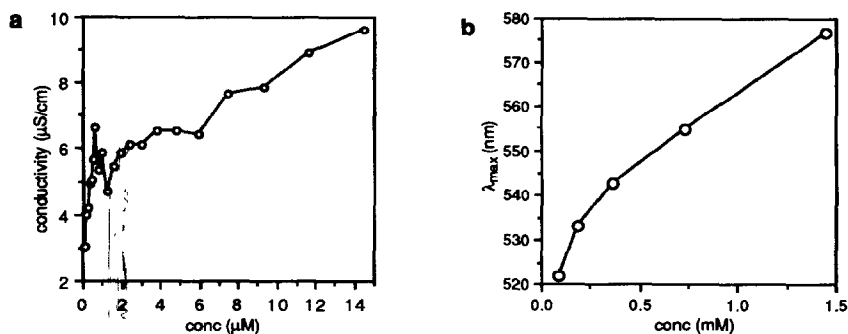 a
10
8
6
4
2
conductivity (µS/cm)
0 2 4 6 8 10 12 14
conc (µM)
b
580
570
560
550
540
530
520
λmax (nm)
0.0 0.5 1.0 1.5
conc (mM)